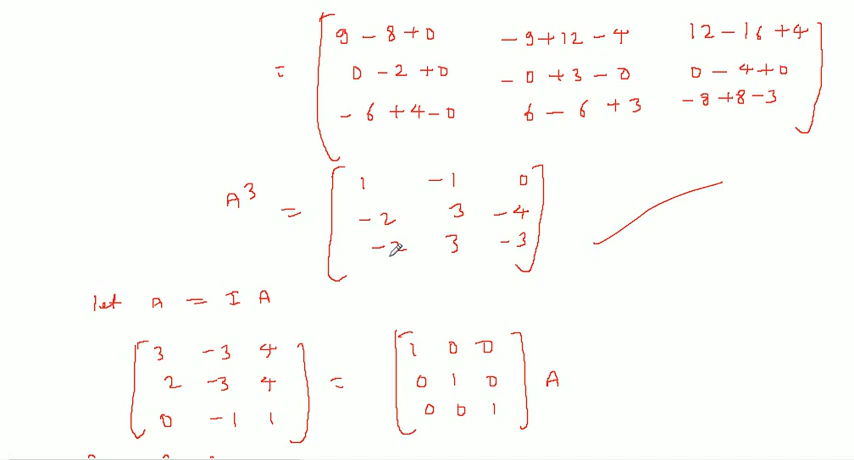 9 - 8 + 0 - 9 + 12 - 4 12 - 16 + 4
= 0 - 2 + 0 - 0 + 3 - 0 0 - 4 + 0
- 6 + 4 - 0 6 - 6 + 3 - 8 + 8 - 3
1 -1 0
A³ = -2 3 -4
-2 3 -3
let A = I A
3 -3 4 1 0 0
2 -3 4 = 0 1 0 A
0 -1 1 0 0 1